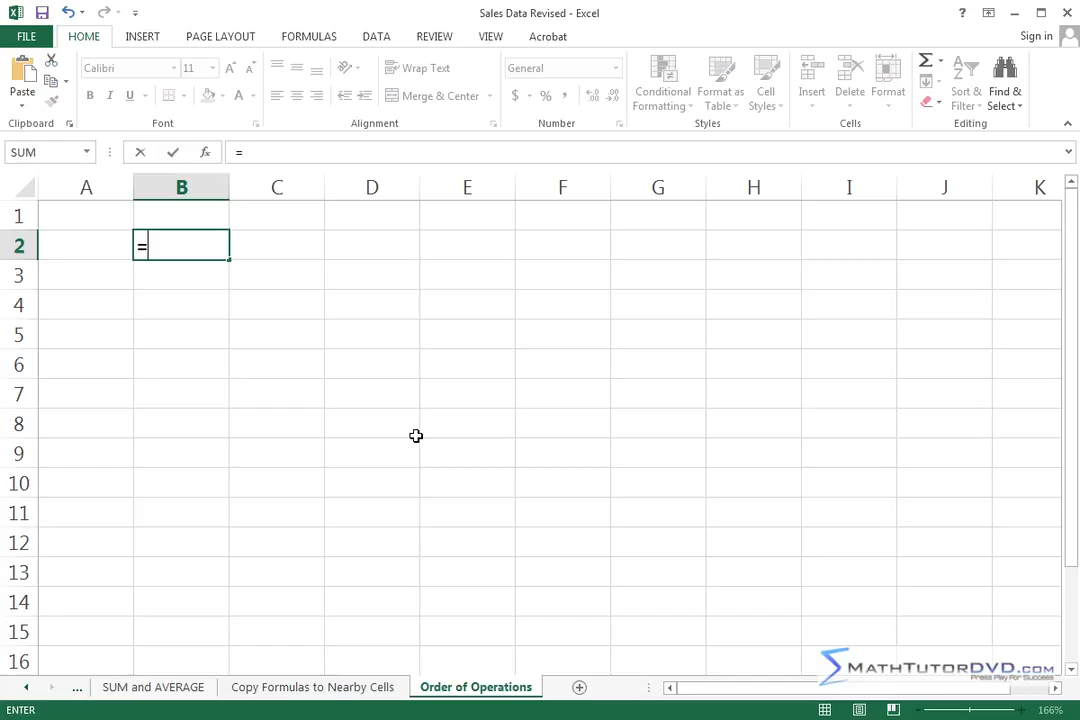 Sales Data Revised - Excel
?
FILE HOME INSERT PAGE LAYOUT FORMULAS DATA REVIEW VIEW Acrobat Sign in
Calibri 11 Wrap Text General
Paste B I U A Merge & Center $ % , Conditional Formatting Format as Table Cell Styles Insert Delete Format Sort & Filter Find & Select
Clipboard Font Alignment Number Styles Cells Editing
SUM fx =
A B C D E F G H I J K
1
2 =
3
4
5
6
7
8
9
10
11
12
13
14
15
16
MATHTUTORDVD.COM
Press Play For Success
... SUM and AVERAGE Copy Formulas to Nearby Cells Order of Operations
ENTER 166%